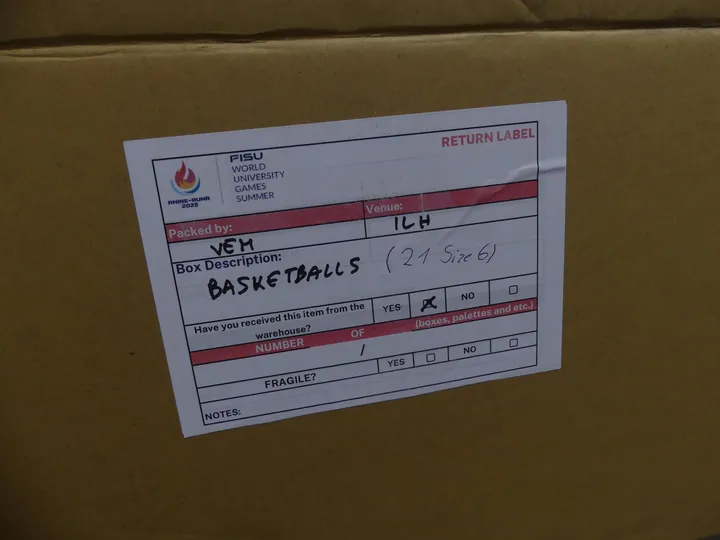 RETURN LABEL
RHINE-RUHR
2025
FISU
WORLD
UNIVERSITY
GAMES
SUMMER
Packed by:
VEM
Venue:
ILH
Box Description:
BASKETBALLS (21 Size 6)
Have you received this item from the
warehouse?
YES NO
NUMBER OF (boxes, palettes and etc.)
/
FRAGILE? YES NO
NOTES: